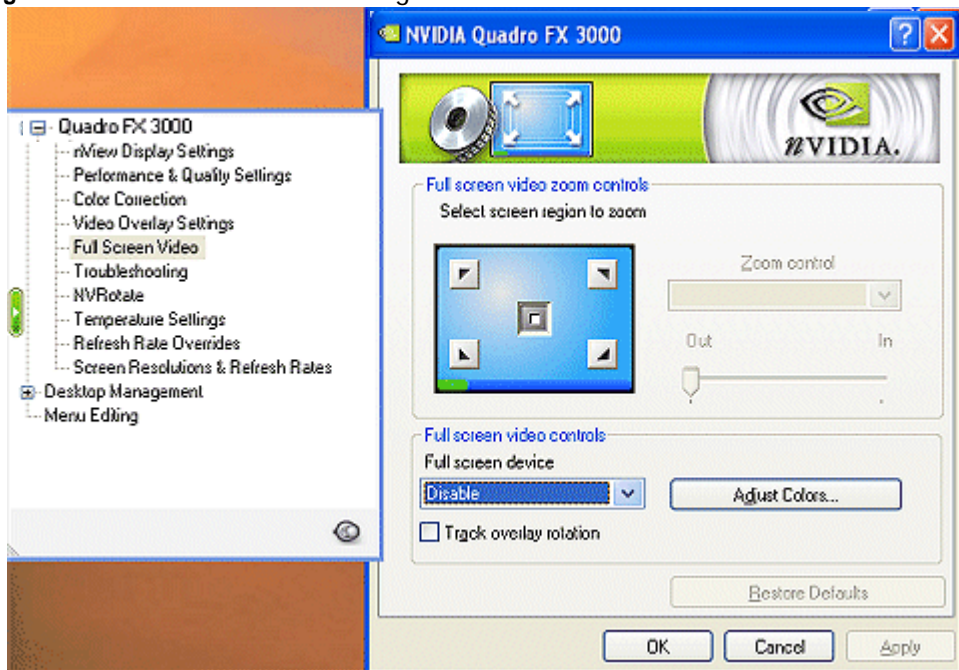 NVIDIA Quadro FX 3000
nVIDIA.
Quadro FX 3000
nView Display Settings
Performance & Quality Settings
Color Correction
Video Overlay Settings
Full Screen Video
Troubleshooting
NVRotate
Temperature Settings
Refresh Rate Overrides
Screen Resolutions & Refresh Rates
Desktop Management
Menu Editing
Full screen video zoom controls
Select screen region to zoom
Zoom control
Out
In
Full screen video controls
Full screen device
Disable
Adjust Colors...
Track overlay rotation
Restore Defaults
OK
Cancel
Apply